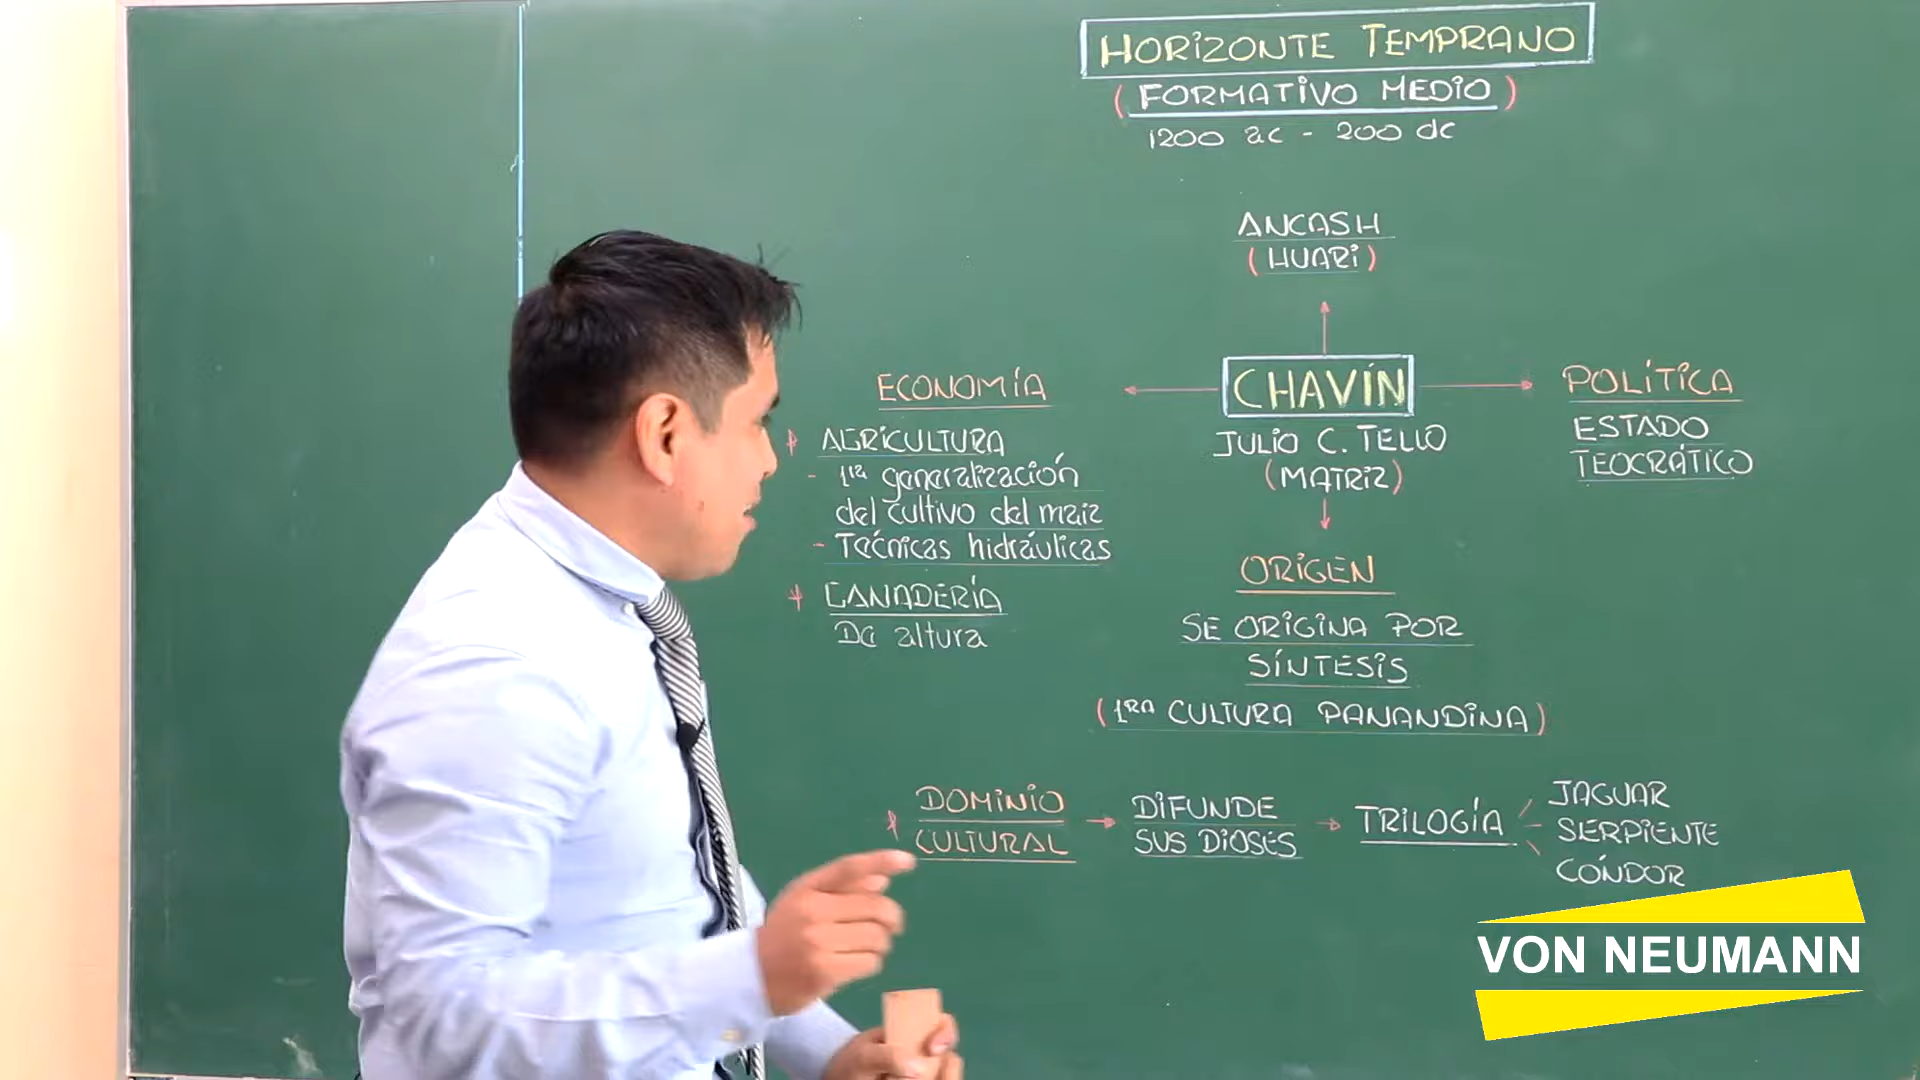 HORIZONTE TEMPRANO
(FORMATIVO MEDIO)
1200 ac - 200 dc
ANCASH
(HUARI)
CHAVÍN
JULIO C. TELLO
(MATRIZ)
ECONOMÍA
+ AGRICULTURA
- 1ra generalización
del cultivo del maiz
- Técnicas hidráulicas
+ GANADERÍA
De altura
POLÍTICA
ESTADO
TEOCRÁTICO
ORIGEN
SE ORIGINA POR
SÍNTESIS
(1RA CULTURA PANANDINA)
+ DOMINIO
CULTURAL
DIFUNDE
SUS DIOSES
TRILOGÍA
JAGUAR
SERPIENTE
CÓNDOR
VON NEUMANN